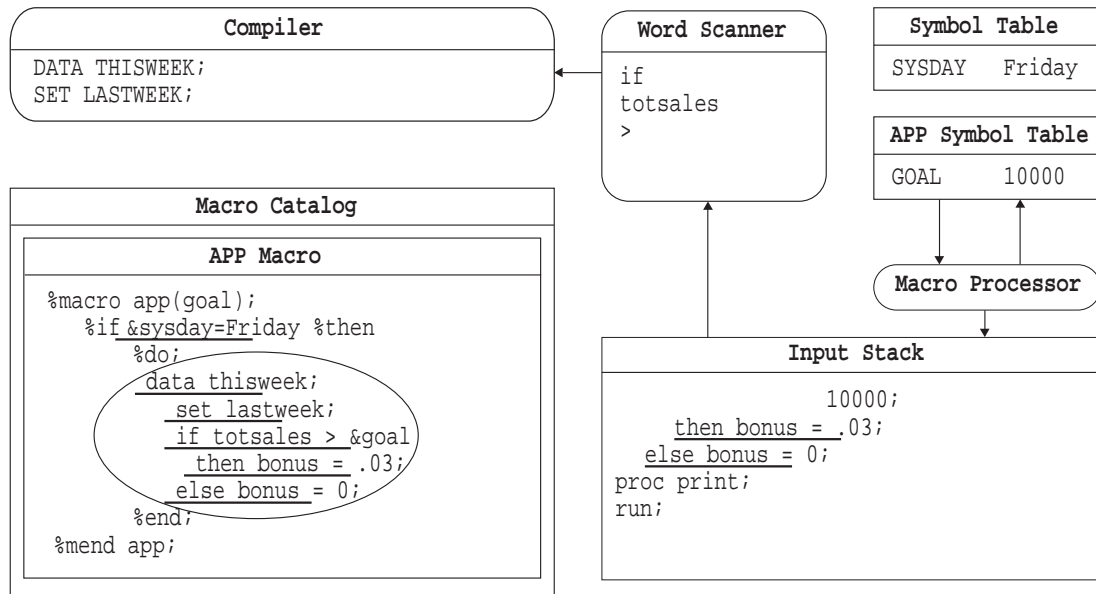 Compiler
DATA THISWEEK;
SET LASTWEEK;
Word Scanner
if
totsales
>
Symbol Table
SYSDAY Friday
APP Symbol Table
GOAL 10000
Macro Processor
Macro Catalog
APP Macro
%macro app(goal);
%if &sysday=Friday %then
%do;
data thisweek;
set lastweek;
if totsales > &goal
then bonus = .03;
else bonus = 0;
%end;
%mend app;
Input Stack
10000;
then bonus = .03;
else bonus = 0;
proc print;
run;